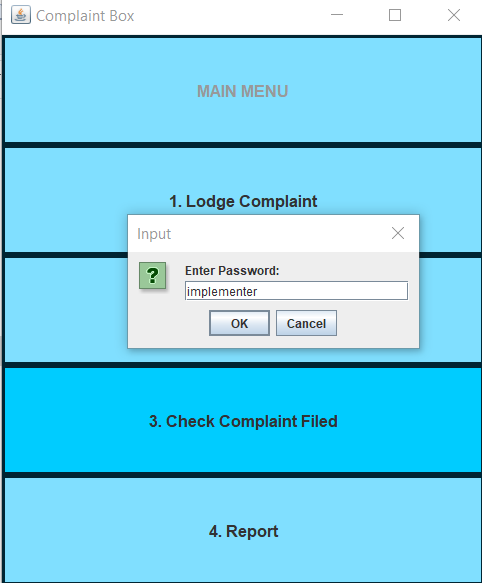 Complaint Box
MAIN MENU
1. Lodge Complaint
Input
Enter Password:
implementer
OK Cancel
3. Check Complaint Filed
4. Report